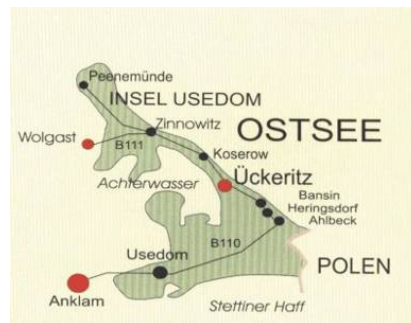 Peenemünde
INSEL USEDOM
Zinnowitz
OSTSEE
Wolgast
B111
Koserow
Achterwasser
Ückeritz
Bansin
Heringsdorf
Ahlbeck
B110
Usedom
POLEN
Anklam
Stettiner Haff